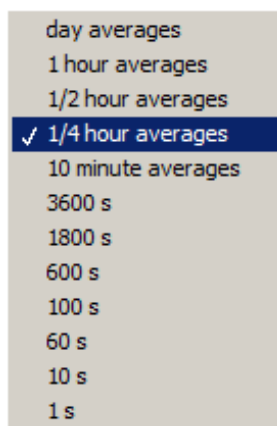 day averages
1 hour averages
1/2 hour averages
1/4 hour averages
10 minute averages
3600 s
1800 s
600 s
100 s
60 s
10 s
1 s